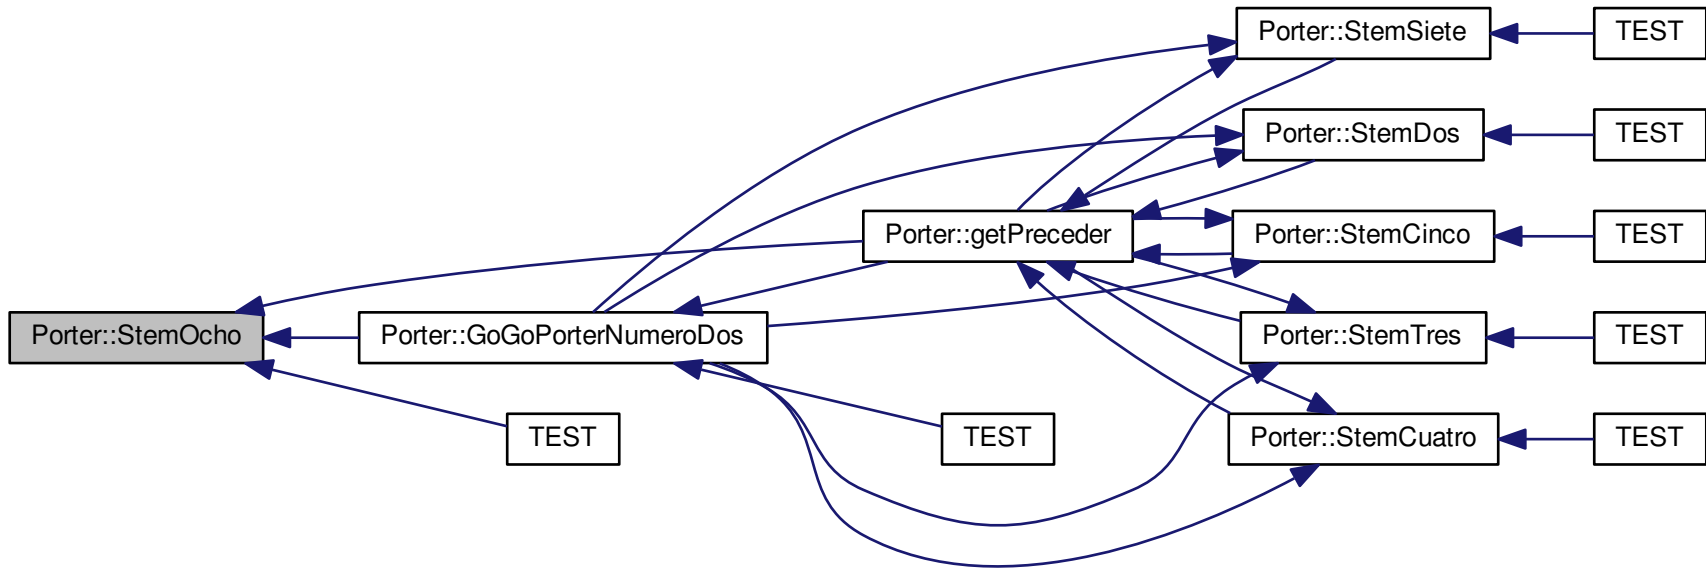 Porter::StemSiete
TEST
Porter::StemDos
TEST
Porter::getPreceder
Porter::StemCinco
TEST
Porter::StemOcho
Porter::GoGoPorterNumeroDos
Porter::StemTres
TEST
TEST
TEST
Porter::StemCuatro
TEST